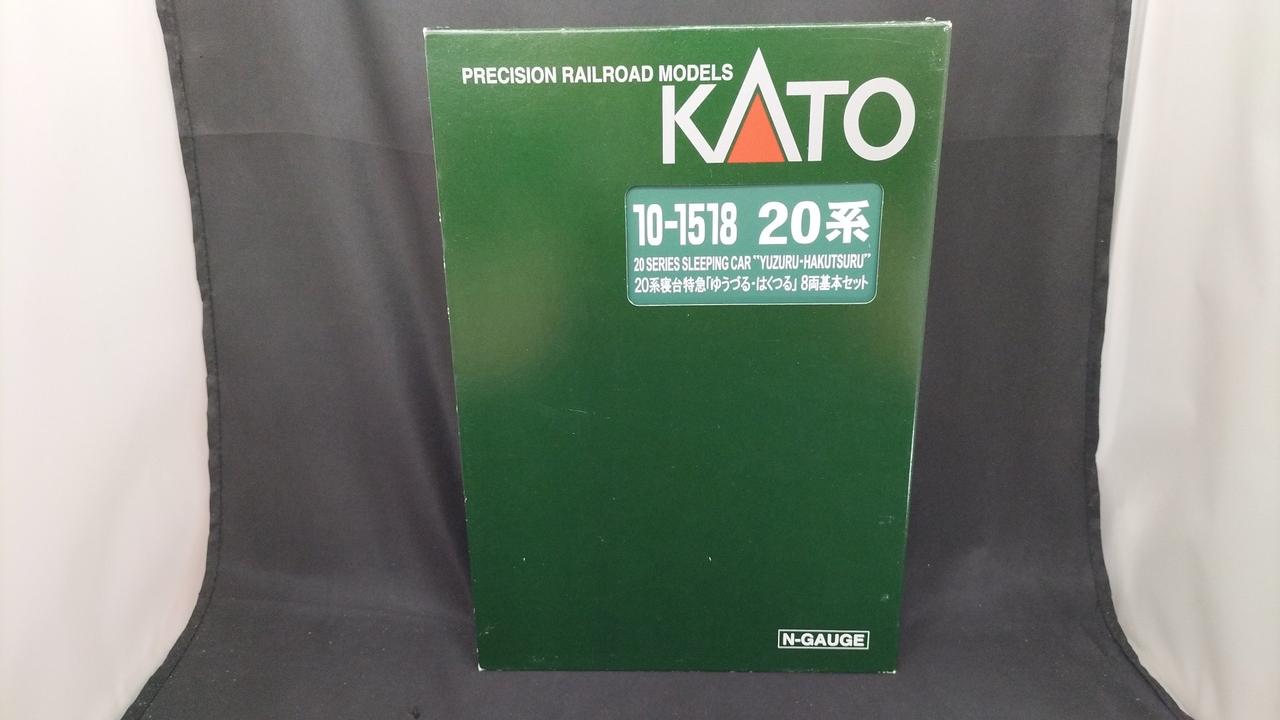 PRECISION RAILROAD MODELS
KATO
10-1518 20系
20 SERIES SLEEPING CAR "YUZURU・HAKUTSURU"
20系寝台特急「ゆうづる・はくつる」 8両基本セット
N-GAUGE